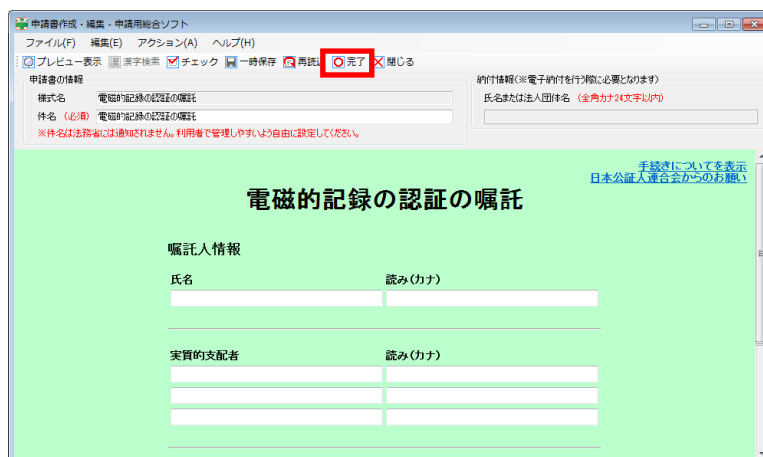 申請書作成・編集 - 申請用総合ソフト
ファイル(F) 編集(E) アクション(A) ヘルプ(H)
プレビュー表示 漢 漢字検索 チェック 一時保存 再読込 完了 閉じる
申請書の情報
様式名 電磁的記録の認証の嘱託
件名 (必須) 電磁的記録の認証の嘱託
※件名は法務省には通知されません。利用者で管理しやすいよう自由に設定してください。
納付情報(※電子納付を行う際に必要となります)
氏名または法人団体名 (全角カナ24文字以内)
手続きについてを表示
日本公証人連合会からのお願い
電磁的記録の認証の嘱託
嘱託人情報
氏名 読み(カナ)
実質的支配者 読み(カナ)